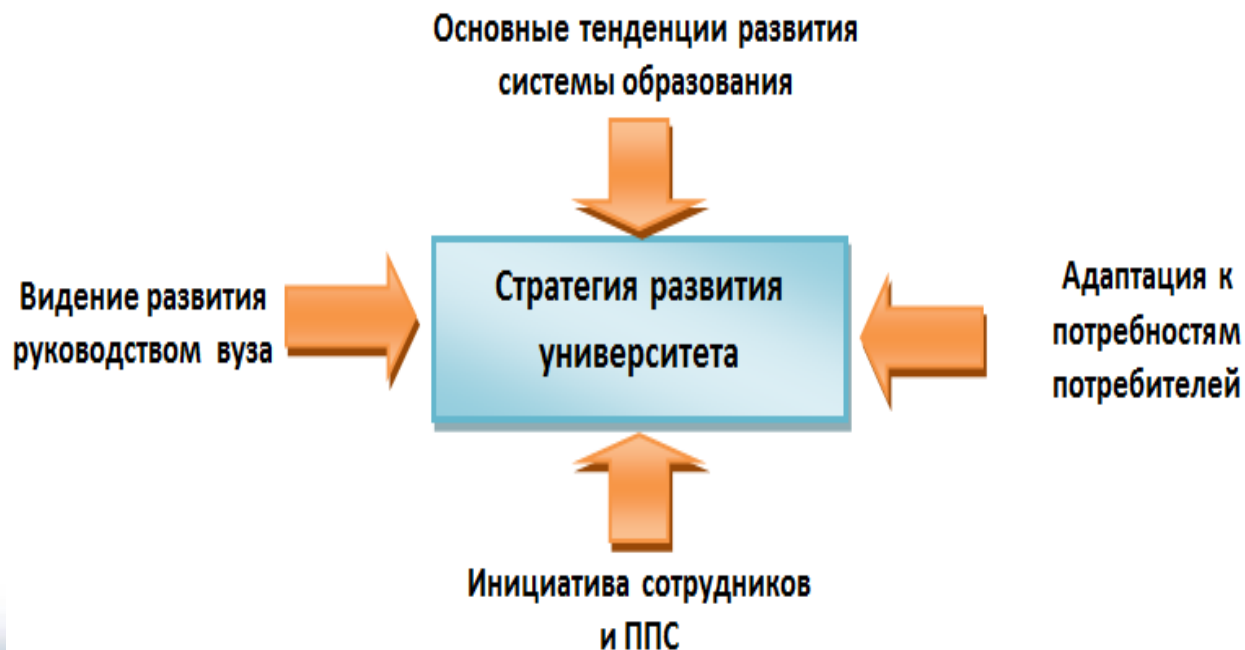 Основные тенденции развития
системы образования
Видение развития
руководством вуза
Стратегия развития
университета
Адаптация к
потребностям
потребителей
Инициатива сотрудников
и ППС